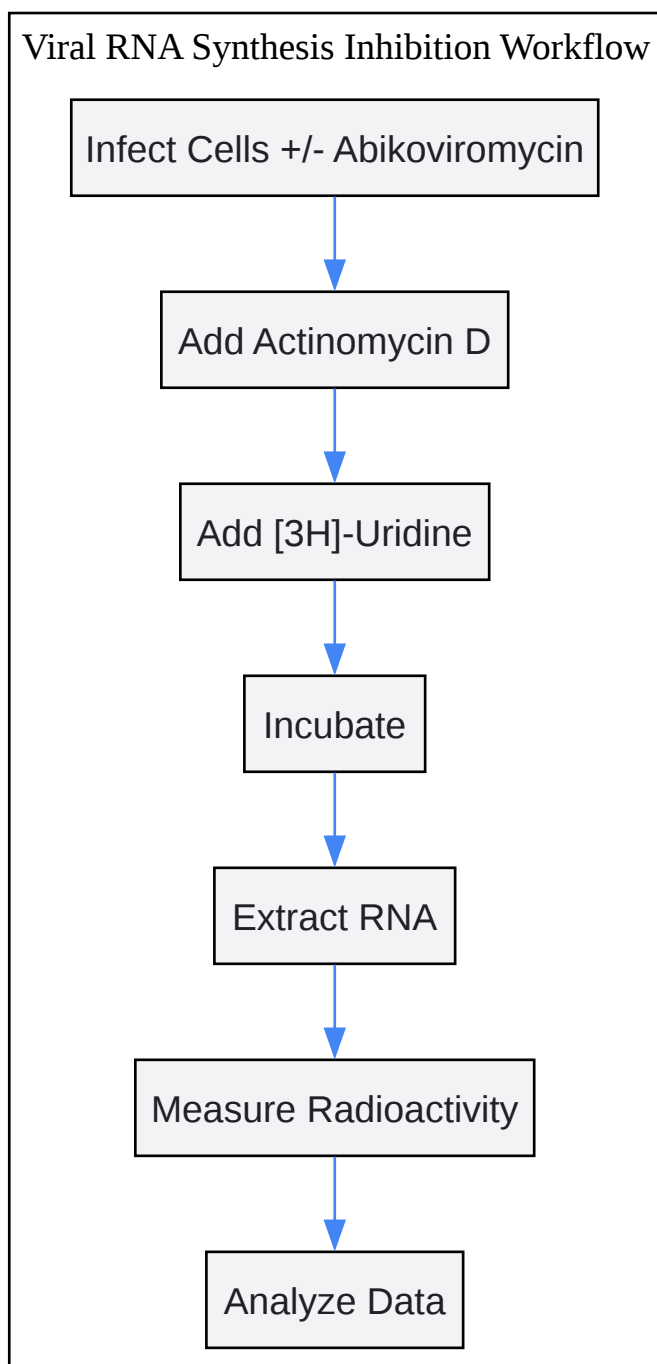 Viral RNA Synthesis Inhibition Workflow
Infect Cells +/- Abikoviromycin
Add Actinomycin D
Add [3H]-Uridine
Incubate
Extract RNA
Measure Radioactivity
Analyze Data